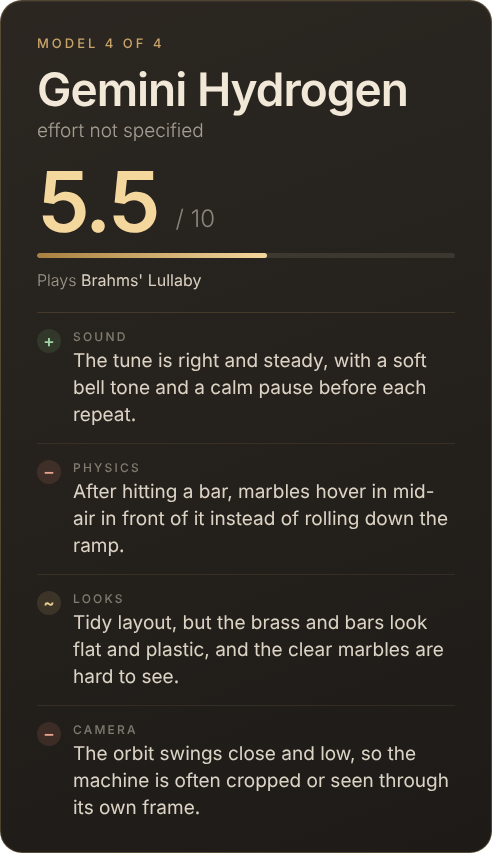 MODEL 4 OF 4
Gemini Hydrogen
effort not specified
5.5 / 10
Plays Brahms' Lullaby
+ SOUND
The tune is right and steady, with a soft
bell tone and a calm pause before each
repeat.
− PHYSICS
After hitting a bar, marbles hover in mid-
air in front of it instead of rolling down the
ramp.
~ LOOKS
Tidy layout, but the brass and bars look
flat and plastic, and the clear marbles are
hard to see.
− CAMERA
The orbit swings close and low, so the
machine is often cropped or seen through
its own frame.